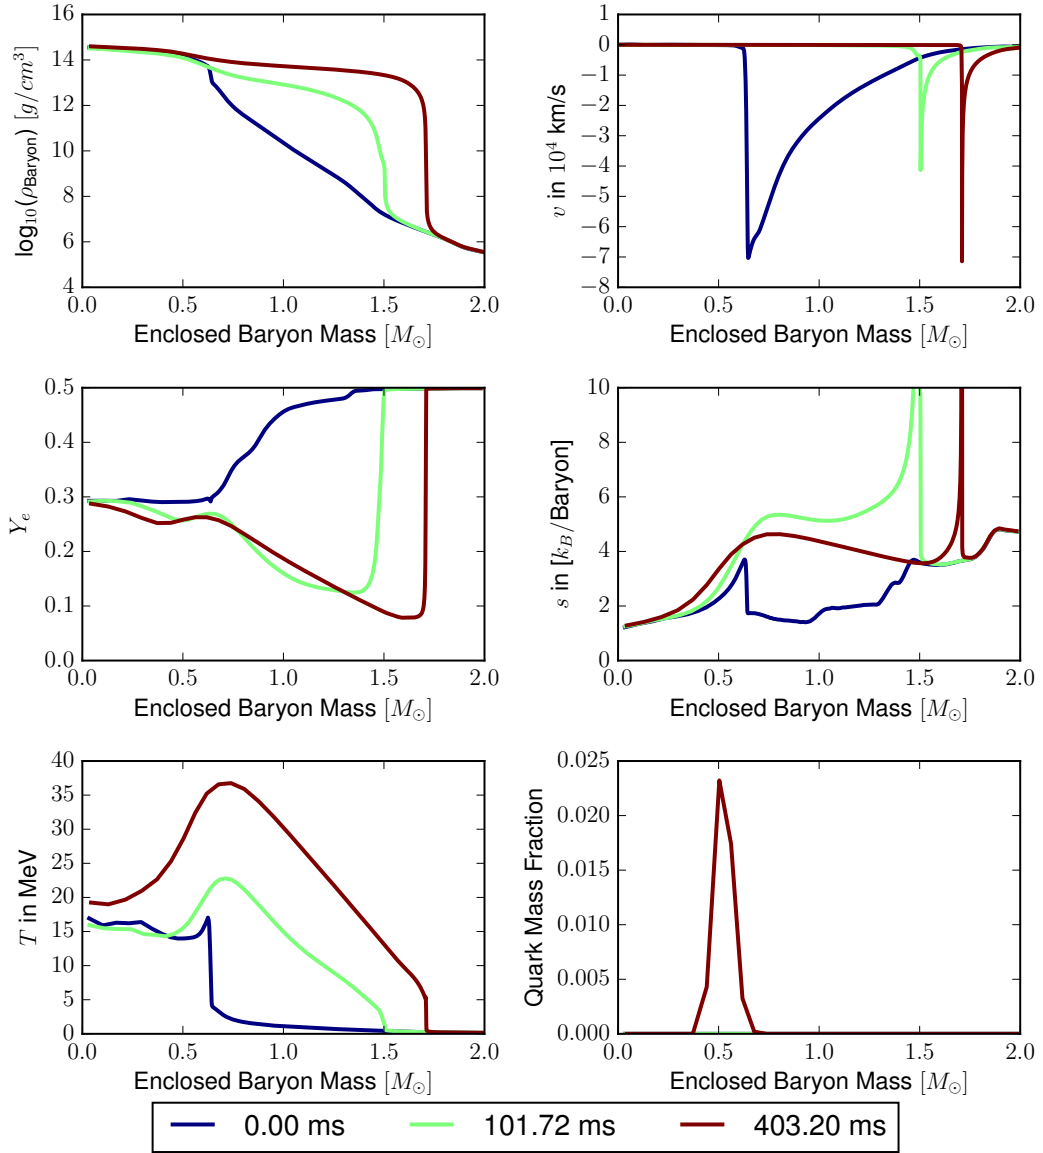 16
14
12
10
8
6
4
log₁₀(ρBaryon) [g/cm³]
0.0 0.5 1.0 1.5 2.0
Enclosed Baryon Mass [M⊙]
1
0
−1
−2
−3
−4
−5
−6
−7
−8
v in 10⁴ km/s
0.0 0.5 1.0 1.5 2.0
Enclosed Baryon Mass [M⊙]
0.5
0.4
0.3
0.2
0.1
0.0
Yₑ
0.0 0.5 1.0 1.5 2.0
Enclosed Baryon Mass [M⊙]
10
8
6
4
2
0
s in [k_B/Baryon]
0.0 0.5 1.0 1.5 2.0
Enclosed Baryon Mass [M⊙]
40
35
30
25
20
15
10
5
0
T in MeV
0.0 0.5 1.0 1.5 2.0
Enclosed Baryon Mass [M⊙]
0.025
0.020
0.015
0.010
0.005
0.000
Quark Mass Fraction
0.0 0.5 1.0 1.5 2.0
Enclosed Baryon Mass [M⊙]
0.00 ms 101.72 ms 403.20 ms